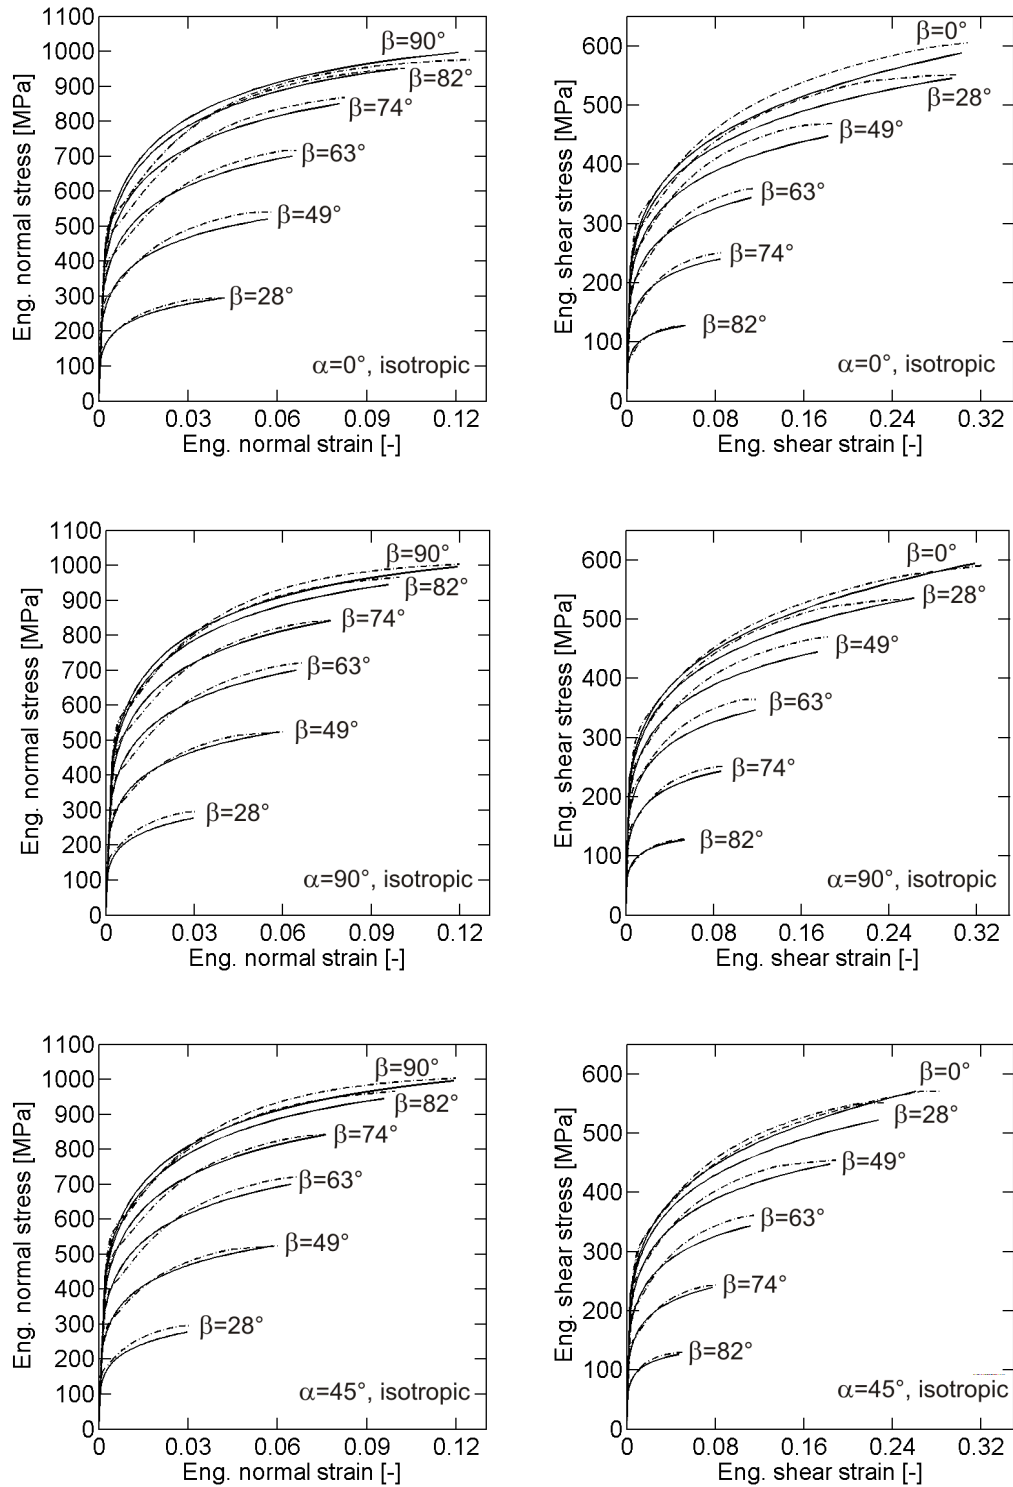 Eng. normal stress [MPa]
1100
1000
900
800
700
600
500
400
300
200
100
0
β=90°
β=82°
β=74°
β=63°
β=49°
β=28°
α=0°, isotropic
0 0.03 0.06 0.09 0.12
Eng. normal strain [-]
Eng. shear stress [MPa]
600
500
400
300
200
100
0
β=0°
β=28°
β=49°
β=63°
β=74°
β=82°
α=0°, isotropic
0 0.08 0.16 0.24 0.32
Eng. shear strain [-]
Eng. normal stress [MPa]
1100
1000
900
800
700
600
500
400
300
200
100
0
β=90°
β=82°
β=74°
β=63°
β=49°
β=28°
α=90°, isotropic
0 0.03 0.06 0.09 0.12
Eng. normal strain [-]
Eng. shear stress [MPa]
600
500
400
300
200
100
0
β=0°
β=28°
β=49°
β=63°
β=74°
β=82°
α=90°, isotropic
0 0.08 0.16 0.24 0.32
Eng. shear strain [-]
Eng. normal stress [MPa]
1100
1000
900
800
700
600
500
400
300
200
100
0
β=90°
β=82°
β=74°
β=63°
β=49°
β=28°
α=45°, isotropic
0 0.03 0.06 0.09 0.12
Eng. normal strain [-]
Eng. shear stress [MPa]
600
500
400
300
200
100
0
β=0°
β=28°
β=49°
β=63°
β=74°
β=82°
α=45°, isotropic
0 0.08 0.16 0.24 0.32
Eng. shear strain [-]